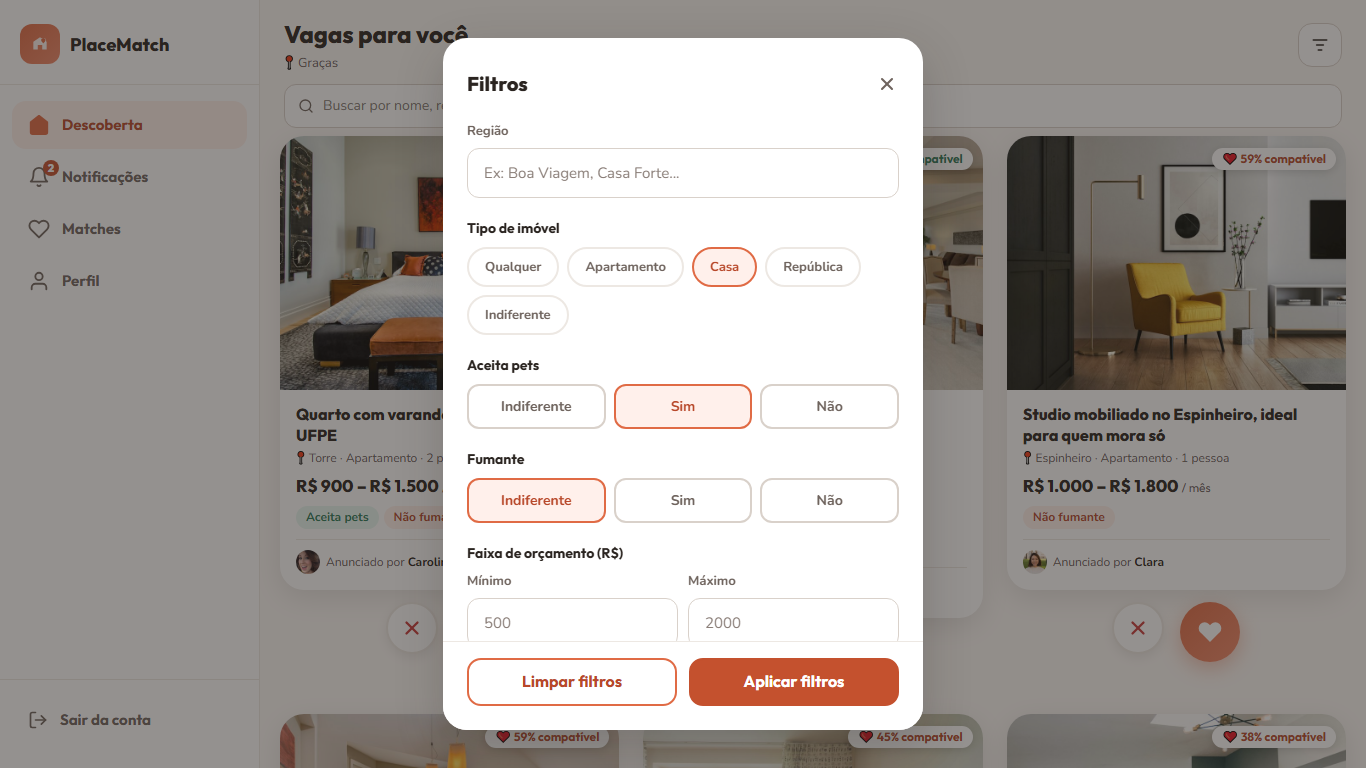 PlaceMatch
Descoberta
2
Notificações
Matches
Perfil
Sair da conta
Vagas para você
Graças
Buscar por nome,
59% compatível
Quarto com
UFPE
Torre · Apartamento · 2
R$ 900 – R$ 1.500
Aceita pets
Não
Anunciado por
Studio mobiliado no Espinheiro, ideal
para quem mora só
Espinheiro · Apartamento · 1 pessoa
R$ 1.000 – R$ 1.800 / mês
Não fumante
Anunciado por Clara
59% compatível
45% compatível
38% compatível
Filtros
Região
Ex: Boa Viagem, Casa Forte...
Tipo de imóvel
Qualquer
Apartamento
Casa
República
Indiferente
Aceita pets
Indiferente
Sim
Não
Fumante
Indiferente
Sim
Não
Faixa de orçamento (R$)
Mínimo
Máximo
500
2000
Limpar filtros
Aplicar filtros